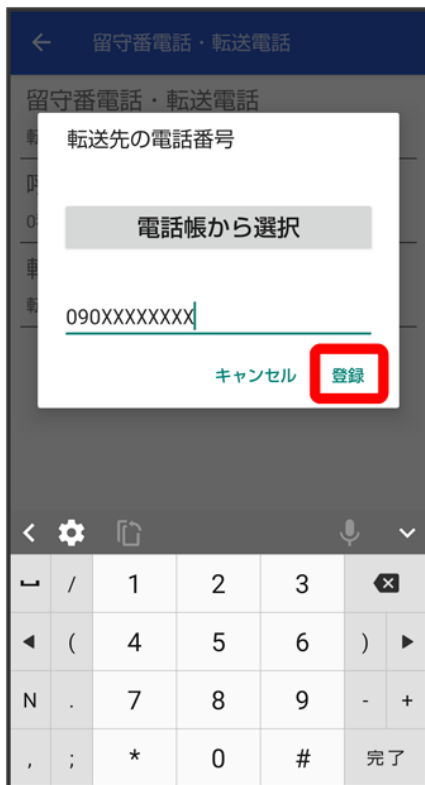 留守番電話・転送電話
留守番電話・転送電話
転送先の電話番号
電話帳から選択
090XXXXXXXX
キャンセル 登録
/ 1 2 3
( 4 5 6 )
N . 7 8 9 - +
, ; * 0 # 完了